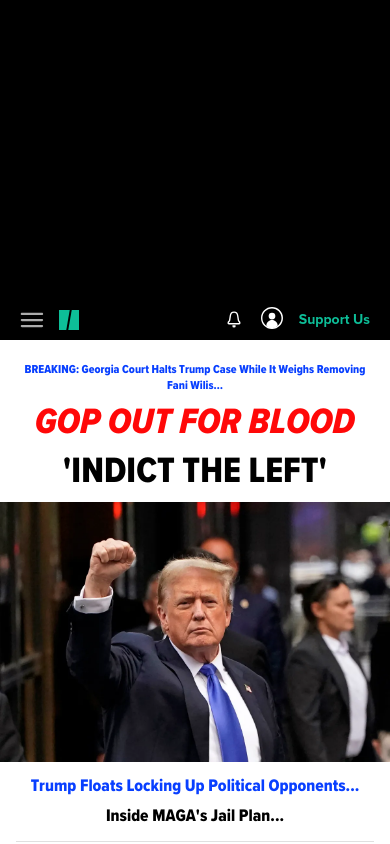 Support Us
BREAKING: Georgia Court Halts Trump Case While It Weighs Removing
Fani Wilis...
GOP OUT FOR BLOOD
'INDICT THE LEFT'
Trump Floats Locking Up Political Opponents...
Inside MAGA's Jail Plan...